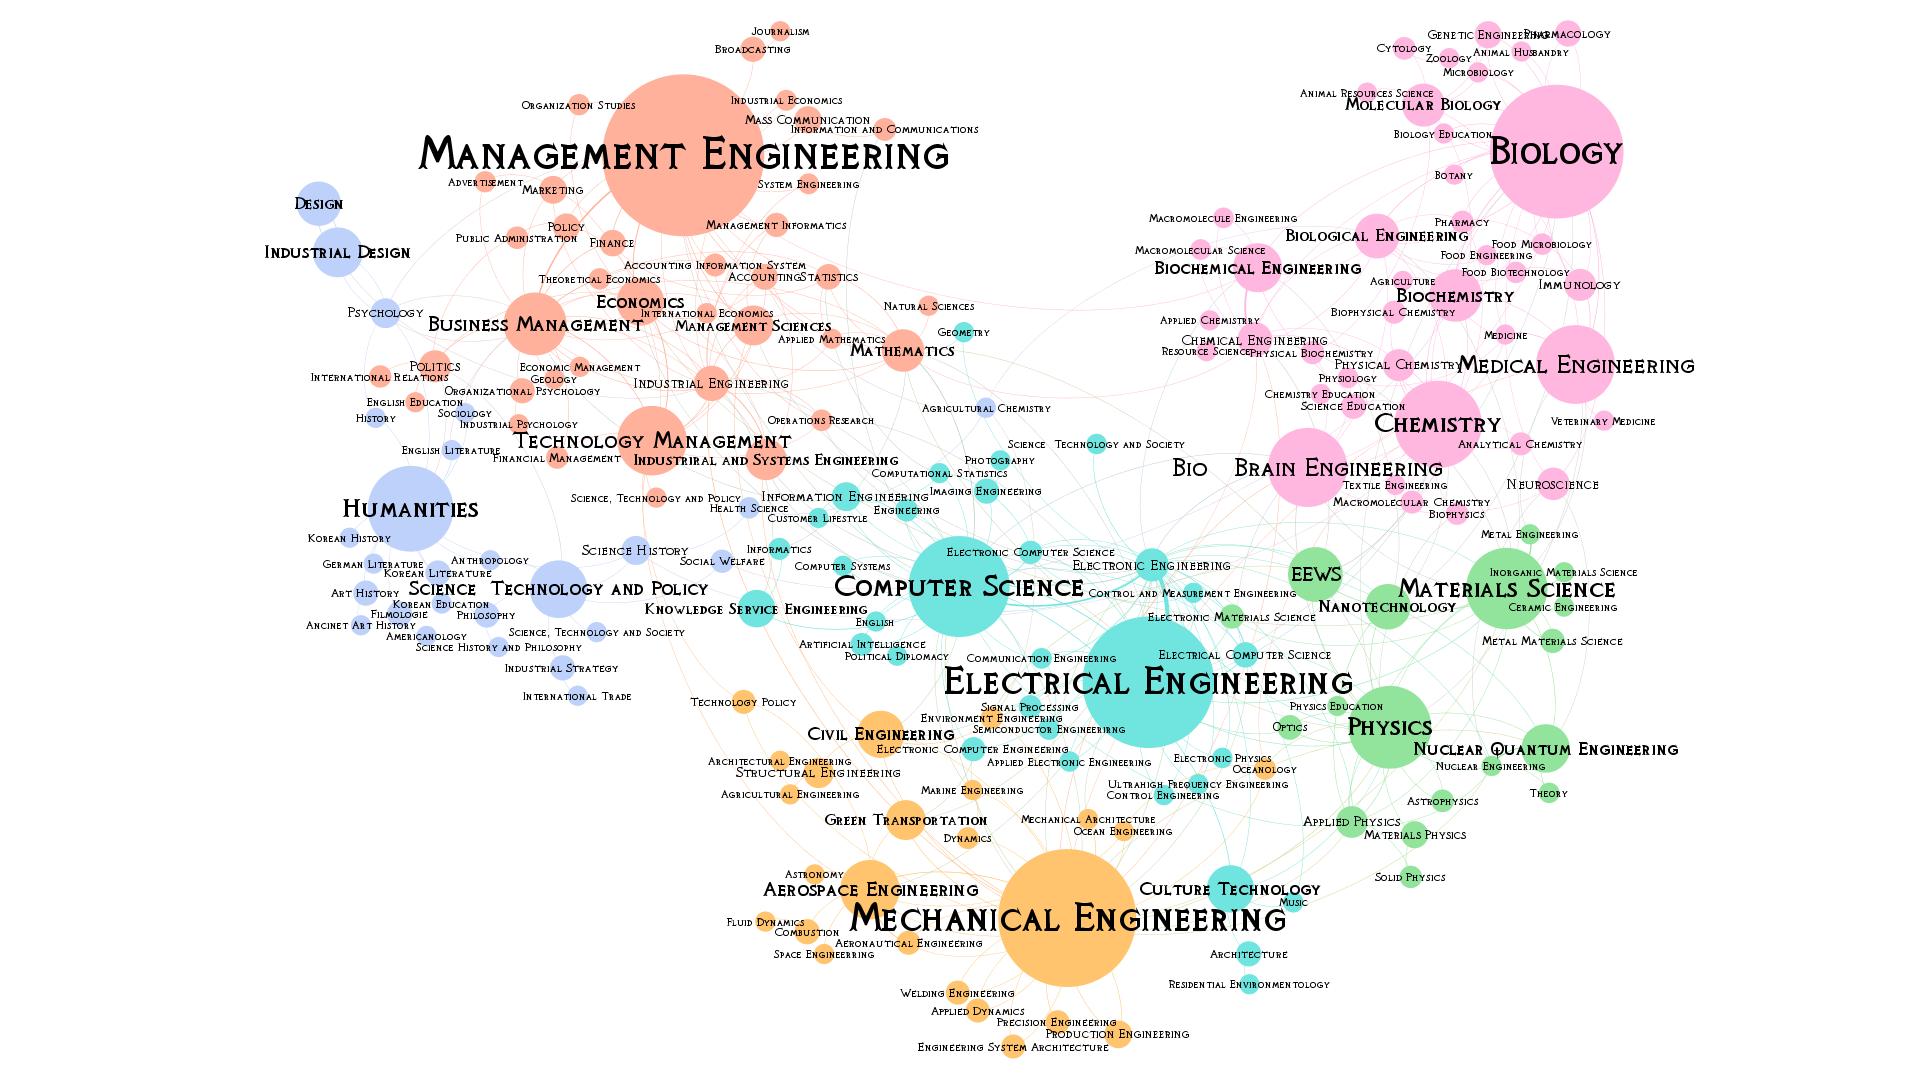 Journalism
Broadcasting
Organization Studies
Industrial Economics
Mass Communication
Information and Communications
Management Engineering
Advertisement
Marketing
System Engineering
Policy
Public Administration
Finance
Management Informatics
Accounting Information System
Theoretical Economics
Accounting
Statistics
Economics
International Economics
Business Management
Management Sciences
Applied Mathematics
Natural Sciences
Geometry
Mathematics
Design
Industrial Design
Psychology
Politics
International Relations
Economic Management
Geology
Organizational Psychology
Industrial Engineering
English Education
History
Sociology
Industrial Psychology
Operations Research
Agricultural Chemistry
Technology Management
English Literature
Financial Management
Industriral and Systems Engineering
Science, Technology and Policy
Health Science
Humanities
Korean History
German Literature
Korean Literature
Anthropology
Science History
Social Welfare
Science   Technology and Policy
Art History
Korean Education
Filmologie
Philosophy
Ancinet Art History
Americanology
Science, Technology and Society
Science History and Philosophy
Industrial Strategy
International Trade
Genetic Engineering
Pharmacology
Cytology
Zoology
Animal Husbandry
Microbiology
Animal Resources Science
Molecular Biology
Biology Education
Biology
Botany
Macromolecule Engineering
Pharmacy
Biological Engineering
Macromolecular Science
Food Microbiology
Food Engineering
Biochemical Engineering
Food Biotechnology
Agriculture
Immunology
Biochemistry
Biophysical Chemistry
Applied Chemistrry
Medicine
Chemical Engineering
Resource Science
Physical Biochemistry
Physical Chemistry
Medical Engineering
Physiology
Chemistry Education
Science Education
Chemistry
Veterinary Medicine
Analytical Chemistry
Bio   Brain Engineering
Textile Engineering
Neuroscience
Macromolecular Chemistry
Biophysics
Science   Technology and Society
Photography
Computational Statistics
Imaging Engineering
Information Engineering
Engineering
Customer Lifestyle
Informatics
Computer Systems
Electronic Computer Science
Electronic Engineering
Computer Science
Control and Measurement Engineering
Knowledge Service Engineering
English
Artificial Intelligence
Political Diplomacy
Communication Engineering
Electrical Computer Science
Electrical Engineering
Signal Processing
Semiconductor Engineerirng
Electronic Computer Engineering
Applied Electronic Engineering
Electronic Physics
Ultrahigh Frequency Engineering
Control Engineering
Culture Technology
Music
Architecture
Residential Environmentology
Metal Engineering
EEWS
Inorganic Materials Science
Materials Science
Nanotechnology
Ceramic Engineering
Electronic Materials Science
Metal Materials Science
Physics Education
Optics
Physics
Nuclear Quantum Engineering
Nuclear Engineering
Theory
Astrophysics
Applied Physics
Materials Physics
Solid Physics
Technology Policy
Environment Engineering
Civil Engineering
Architectural Engineering
Structural Engineering
Agricultural Engineering
Oceanology
Marine Engineering
Green Transportation
Mechanical Architecture
Ocean Engineering
Dynamics
Astronomy
Aerospace Engineering
Mechanical Engineering
Fluid Dynamics
Combustion
Aeronautical Engineering
Space Engineerring
Welding Engineering
Applied Dynamics
Precision Engineering
Production Engineering
Engineering System Architecture